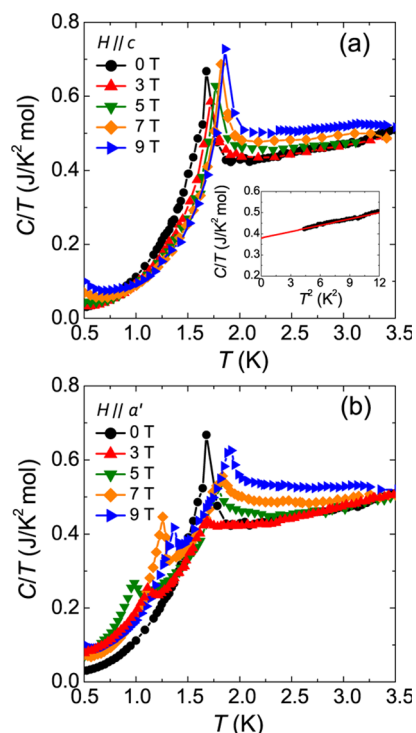 (a)
H // c
0 T
3 T
5 T
7 T
9 T
C/T (J/K² mol)
0.8
0.6
0.4
0.2
0.0
0.5 1.0 1.5 2.0 2.5 3.0 3.5
T (K)
C/T (J/K² mol)
0.6
0.5
0.4
0.3
0.2
0 3 6 9 12
T² (K²)
(b)
H // a'
0 T
3 T
5 T
7 T
9 T
C/T (J/K² mol)
0.8
0.6
0.4
0.2
0.0
0.5 1.0 1.5 2.0 2.5 3.0 3.5
T (K)